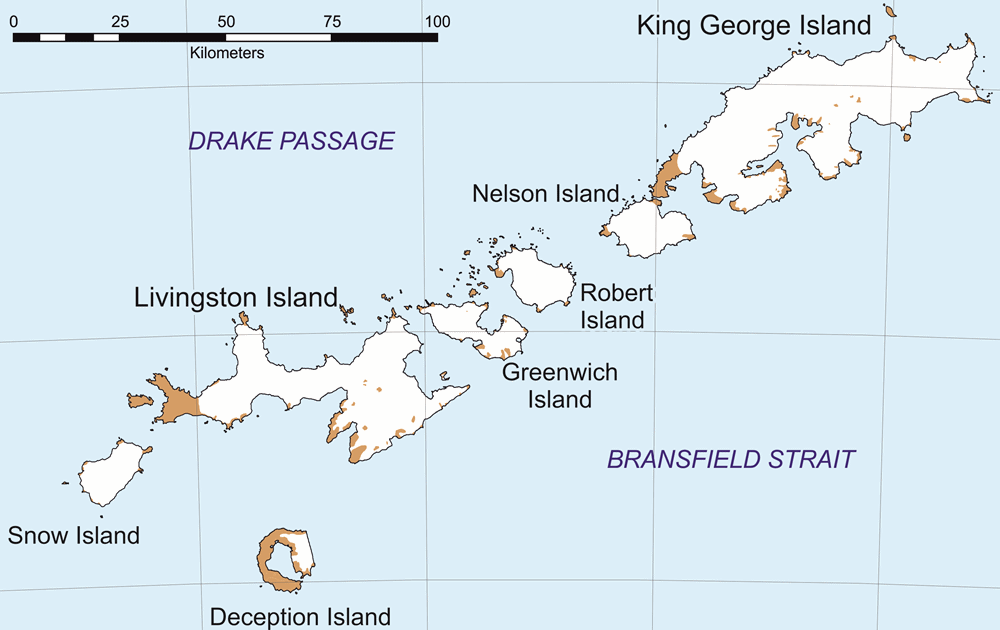 0 25 50 75 100
Kilometers
King George Island
DRAKE PASSAGE
Nelson Island
Livingston Island
Robert
Island
Greenwich
Island
BRANSFIELD STRAIT
Snow Island
Deception Island